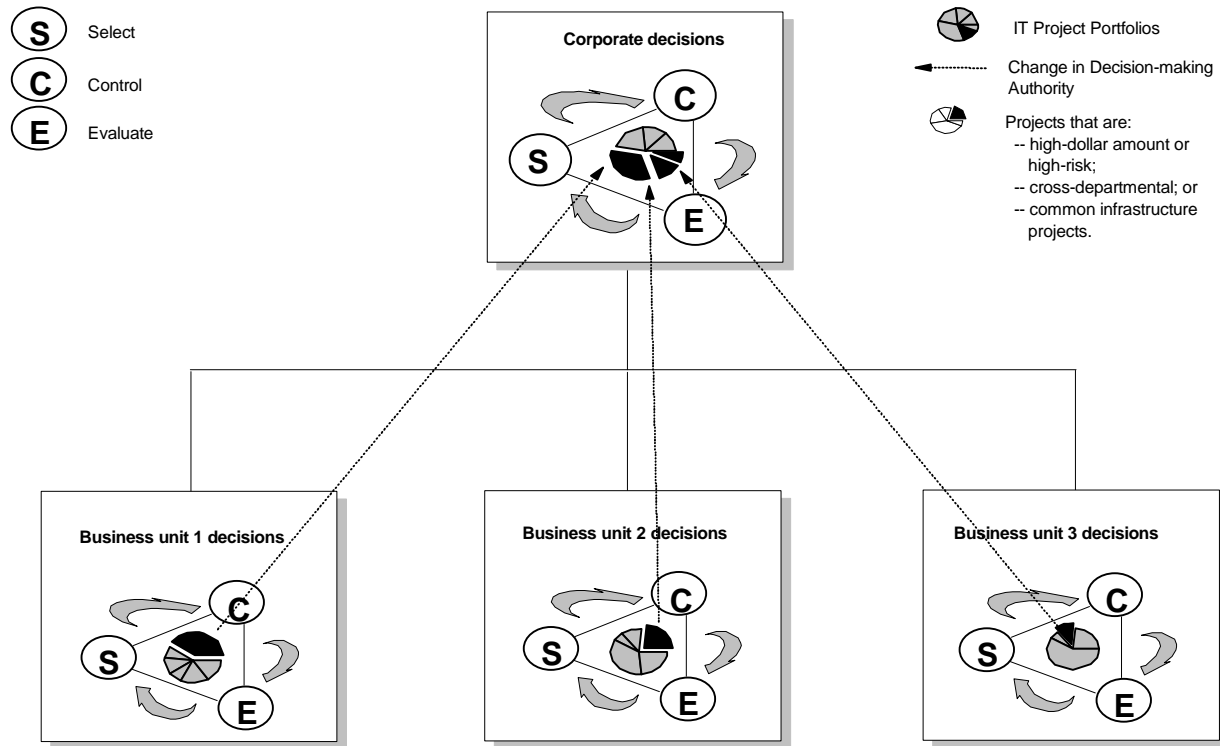 S Select
C Control
E Evaluate
Corporate decisions
C
S
E
IT Project Portfolios
Change in Decision-making
Authority
Projects that are:
-- high-dollar amount or
high-risk;
-- cross-departmental; or
-- common infrastructure
projects.
Business unit 1 decisions
C
S
E
Business unit 2 decisions
C
S
E
Business unit 3 decisions
C
S
E